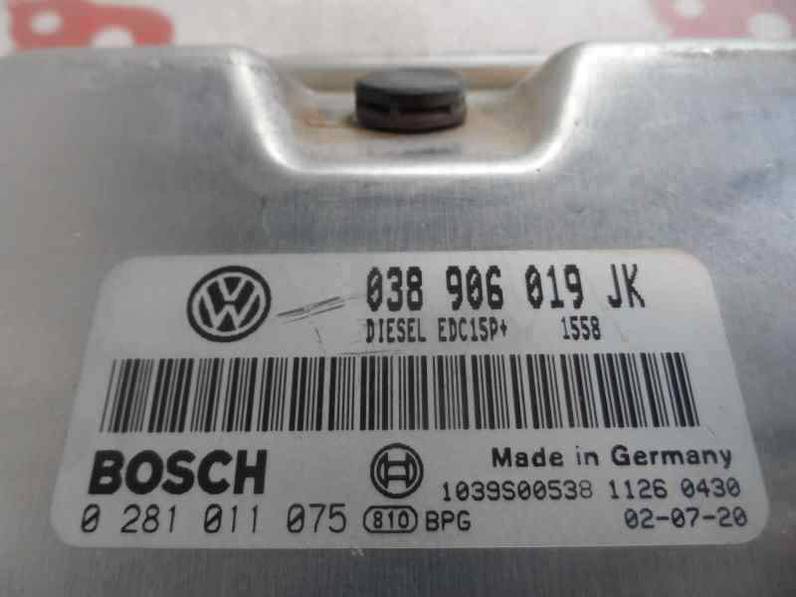 VW
038 906 019 JK
DIESEL EDC15P+ 1558
BOSCH
Made in Germany
1039S00538 1126 0430
0 281 011 075 810 BPG 02-07-20